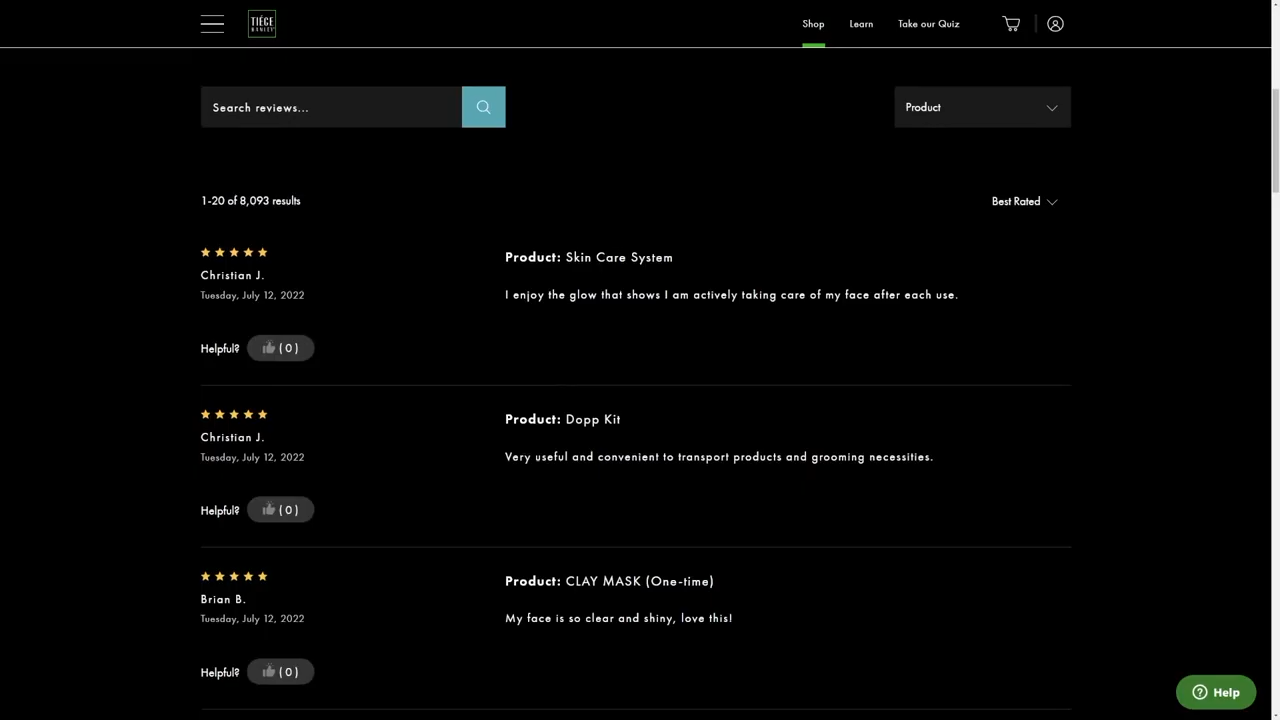 TIÉGE
HANLEY
Shop
Learn
Take our Quiz
Search reviews...
Product
1-20 of 8,093 results
Best Rated
Product: Skin Care System
Christian J.
Tuesday, July 12, 2022
I enjoy the glow that shows I am actively taking care of my face after each use.
Helpful? ( 0 )
Product: Dopp Kit
Christian J.
Tuesday, July 12, 2022
Very useful and convenient to transport products and grooming necessities.
Helpful? ( 0 )
Product: CLAY MASK (One-time)
Brian B.
Tuesday, July 12, 2022
My face is so clear and shiny, love this!
Helpful? ( 0 )
Help